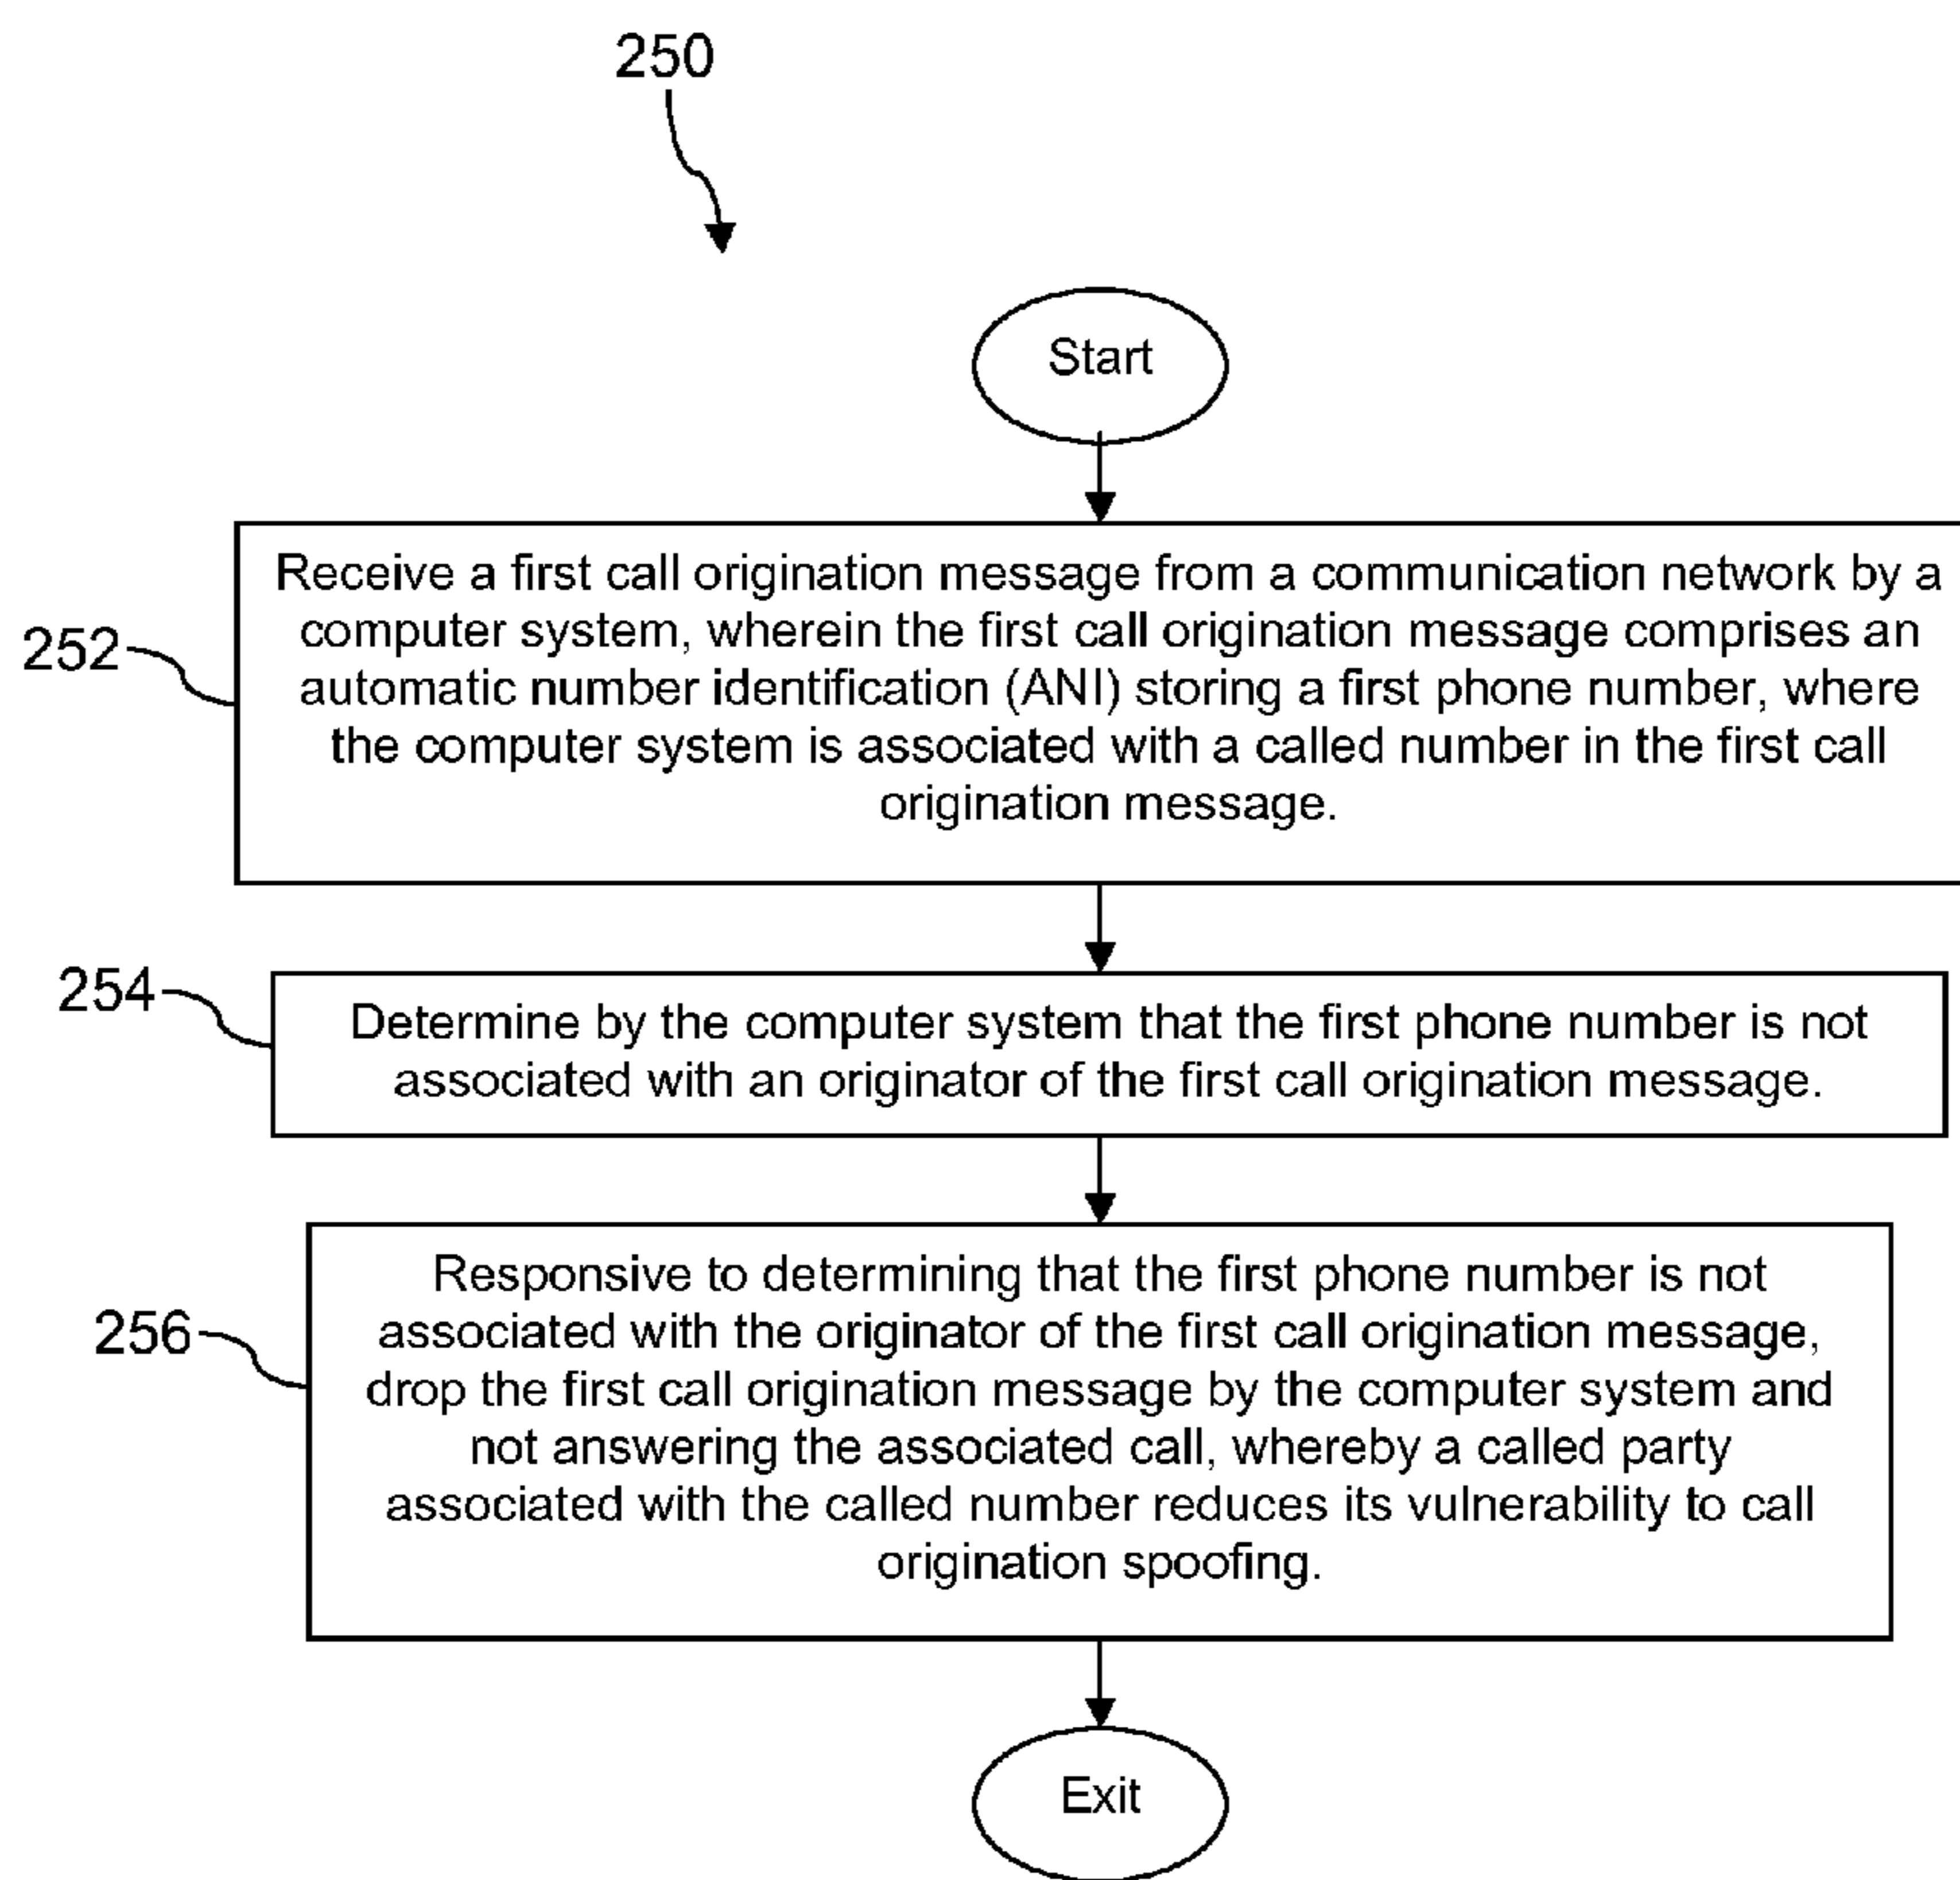 250
Start
252
Receive a first call origination message from a communication network by a
computer system, wherein the first call origination message comprises an
automatic number identification (ANI) storing a first phone number, where
the computer system is associated with a called number in the first call
origination message.
254
Determine by the computer system that the first phone number is not
associated with an originator of the first call origination message.
256
Responsive to determining that the first phone number is not
associated with the originator of the first call origination message,
drop the first call origination message by the computer system and
not answering the associated call, whereby a called party
associated with the called number reduces its vulnerability to call
origination spoofing.
Exit